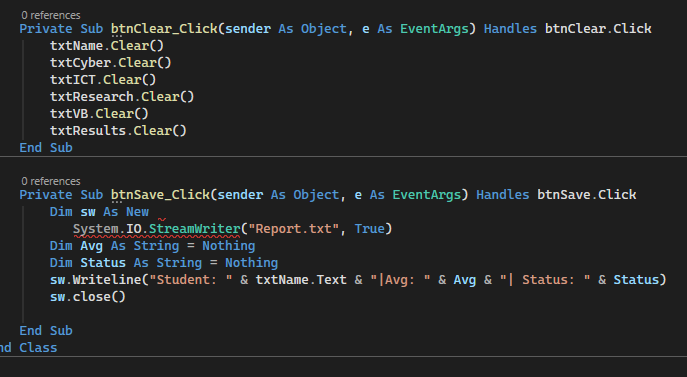 0 references
Private Sub btnClear_Click(sender As Object, e As EventArgs) Handles btnClear.Click
txtName.Clear()
txtCyber.Clear()
txtICT.Clear()
txtResearch.Clear()
txtVB.Clear()
txtResults.Clear()
End Sub
0 references
Private Sub btnSave_Click(sender As Object, e As EventArgs) Handles btnSave.Click
Dim sw As New
System.IO.StreamWriter("Report.txt", True)
Dim Avg As String = Nothing
Dim Status As String = Nothing
sw.Writeline("Student: " & txtName.Text & "|Avg: " & Avg & "| Status: " & Status)
sw.close()
End Sub
nd Class